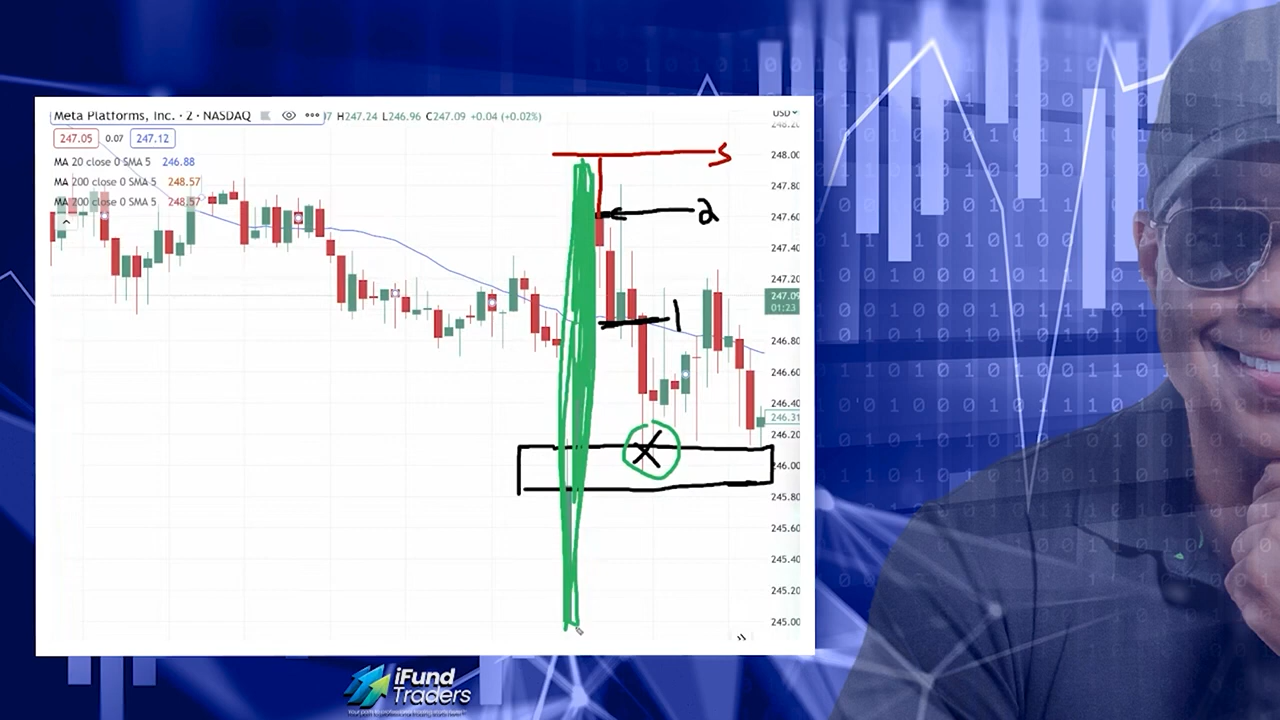 Meta Platforms, Inc. · 2 · NASDAQ ••• 7 H247.24 L246.96 C247.09 +0.04 (+0.02%)
USD
247.05 0.07 247.12
MA 20 close 0 SMA 5 246.88
MA 200 close 0 SMA 5 248.57
MA 200 close 0 SMA 5 248.57
248.20
248.00
247.80
247.60
247.40
247.20
247.09
01:23
246.80
246.60
246.40
246.31
246.20
246.00
245.80
245.60
245.40
245.20
245.00
S
2
1
X
iFund
Traders